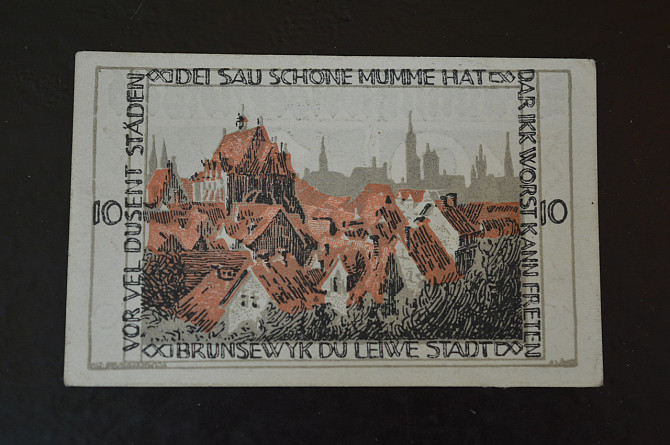 BRUNSEWYK DU LEIWE STADT
VOR VEL DUSENT STÄDEN
DEI SAU SCHÖNE MUMME HAT
DAR IKK WORST KANN FRETEN
10
10